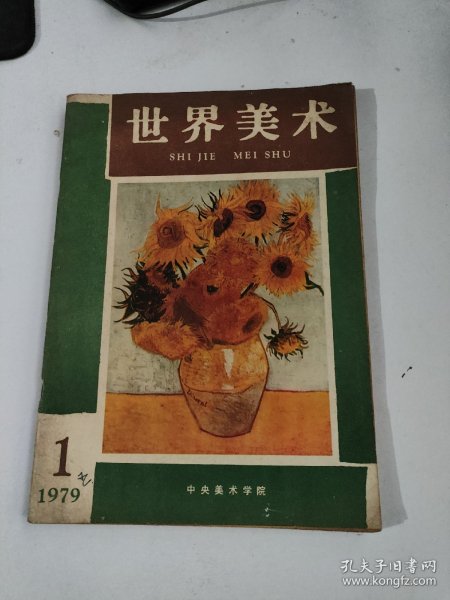 世界美术
SHI JIE MEI SHU
Vincent
1
1979
中央美术学院
孔夫子旧书网
www.kongfz.com